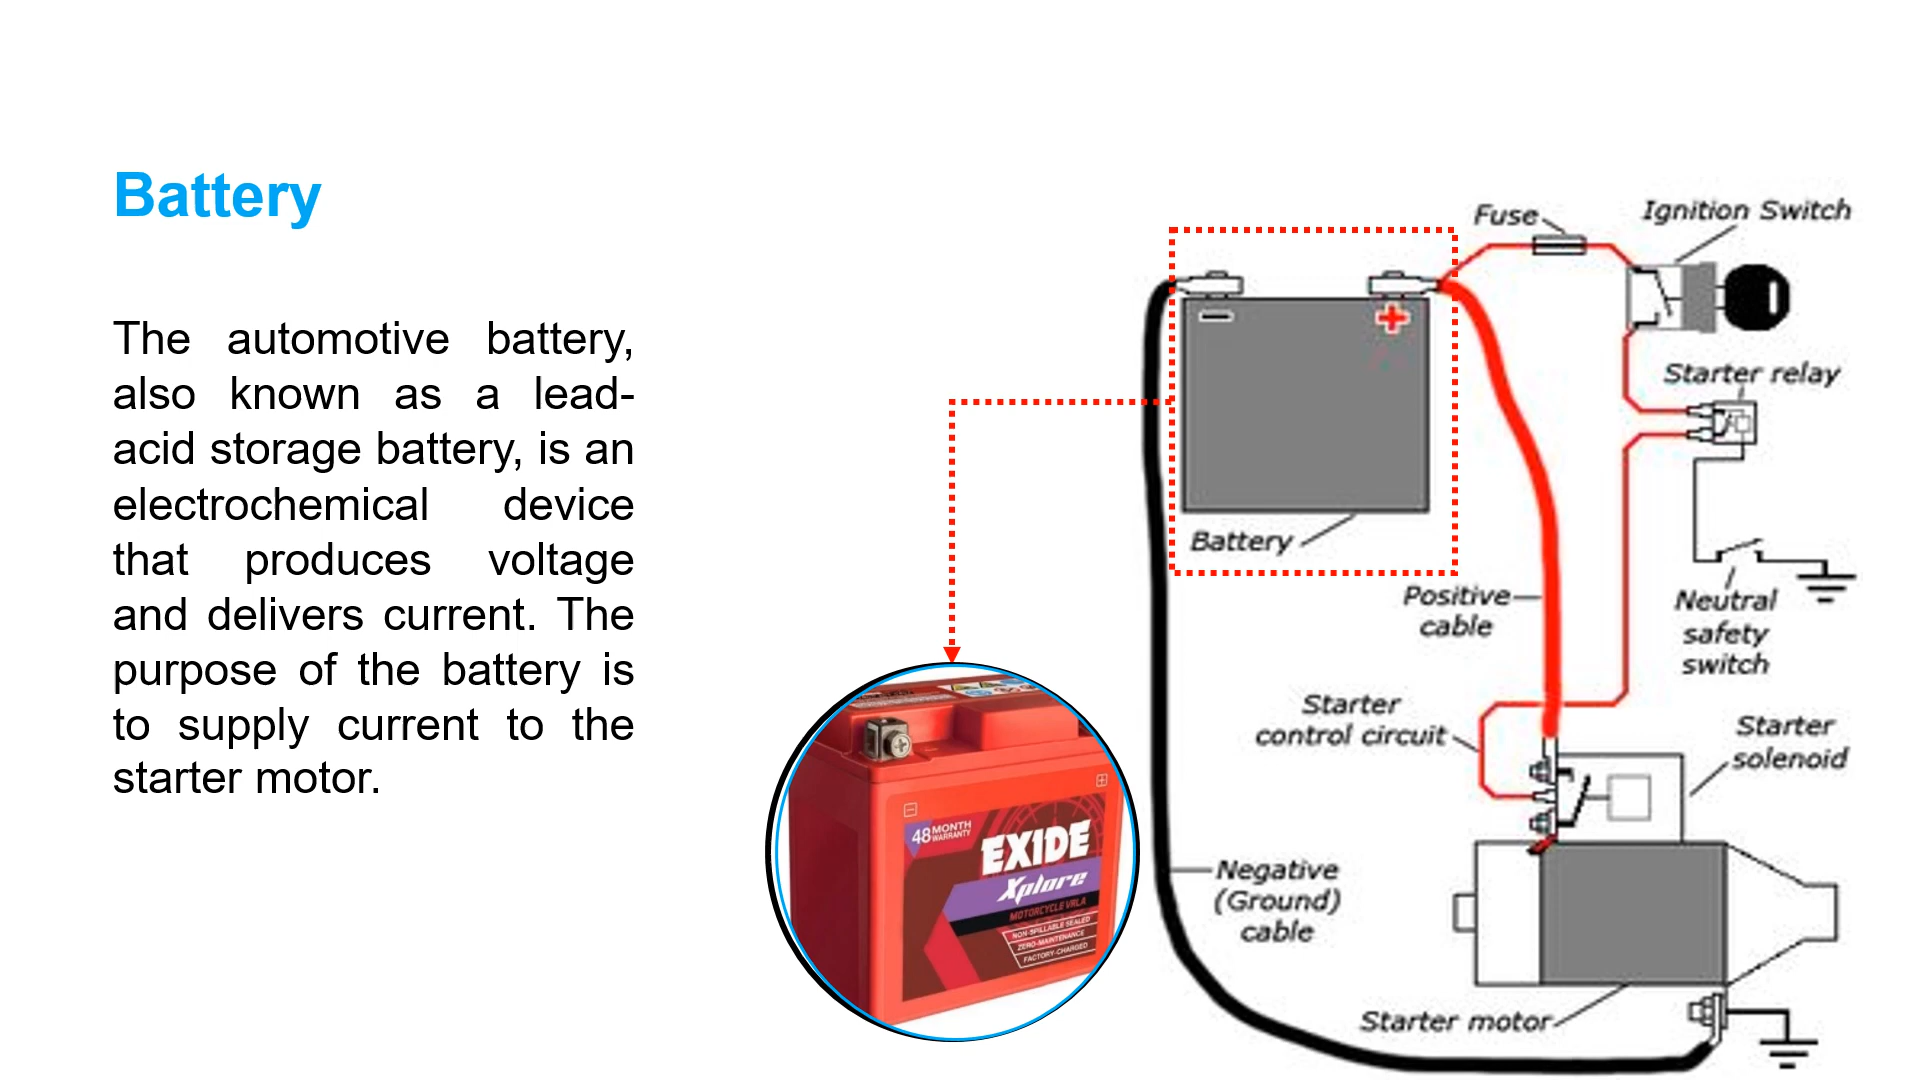 Battery
The automotive battery,
also known as a lead-
acid storage battery, is an
electrochemical device
that produces voltage
and delivers current. The
purpose of the battery is
to supply current to the
starter motor.
Fuse
Ignition Switch
Starter relay
Battery
Positive
cable
Neutral
safety
switch
Starter
control circuit
Starter
solenoid
Negative
(Ground)
cable
Starter motor
48 MONTH
WARRANTY
EXIDE
Xplore
MOTORCYCLE VRLA
NON-SPILLABLE SEALED
ZERO-MAINTENANCE
FACTORY-CHARGED